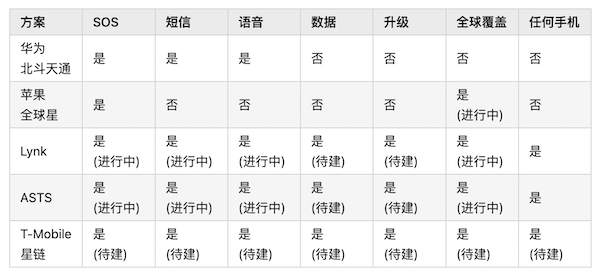 方案 SOS 短信 语音 数据 升级 全球覆盖 任何手机
华为
北斗天通 是 是 是 否 否 否 否
苹果
全球星 是 否 否 否 否 是
(进行中) 否
Lynk 是
(进行中) 是
(进行中) 是
(进行中) 是
(待建) 是
(待建) 是
(进行中) 是
ASTS 是
(进行中) 是
(进行中) 是
(进行中) 是
(待建) 是
(待建) 是
(进行中) 是
T-Mobile
星链 是
(待建) 是
(待建) 是
(待建) 是
(待建) 是
(待建) 是
(待建) 是
(待建)